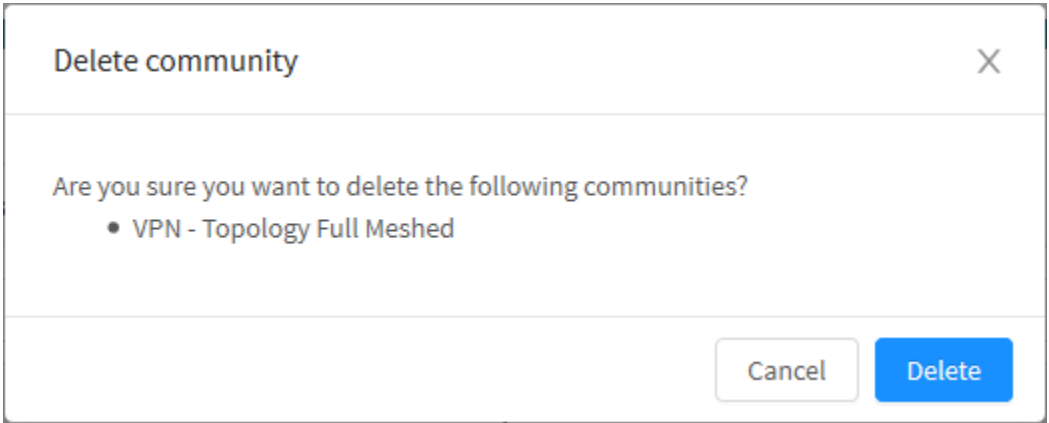 Delete community
Are you sure you want to delete the following communities?
• VPN - Topology Full Meshed
Cancel Delete